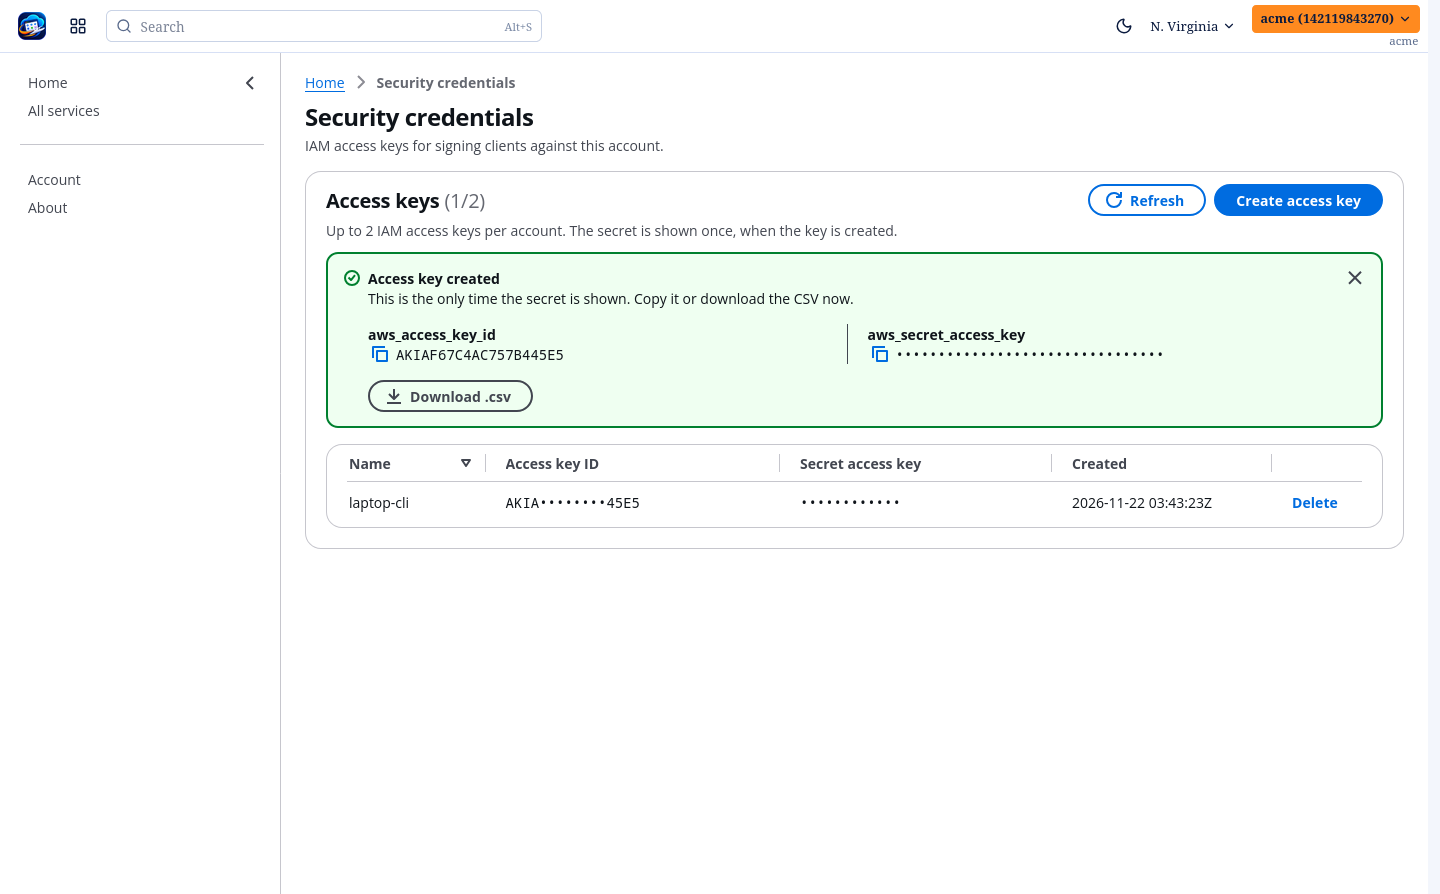 Search
Alt+S
N. Virginia
acme (142119843270)
acme
Home
All services
Account
About
Home
Security credentials
Security credentials
IAM access keys for signing clients against this account.
Access keys (1/2)
Refresh
Create access key
Up to 2 IAM access keys per account. The secret is shown once, when the key is created.
Access key created
This is the only time the secret is shown. Copy it or download the CSV now.
aws_access_key_id
aws_secret_access_key
AKIAF67C4AC757B445E5
••••••••••••••••••••••••••••••••
Download .csv
Name Access key ID Secret access key Created
laptop-cli AKIA••••••••45E5 •••••••••••• 2026-11-22 03:43:23Z Delete